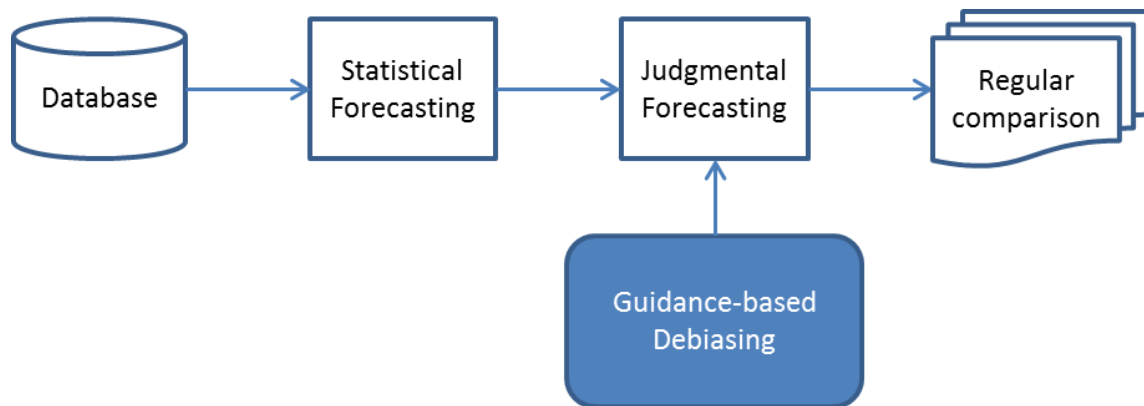 Database
Statistical
Forecasting
Judgmental
Forecasting
Regular
comparison
Guidance-based
Debiasing